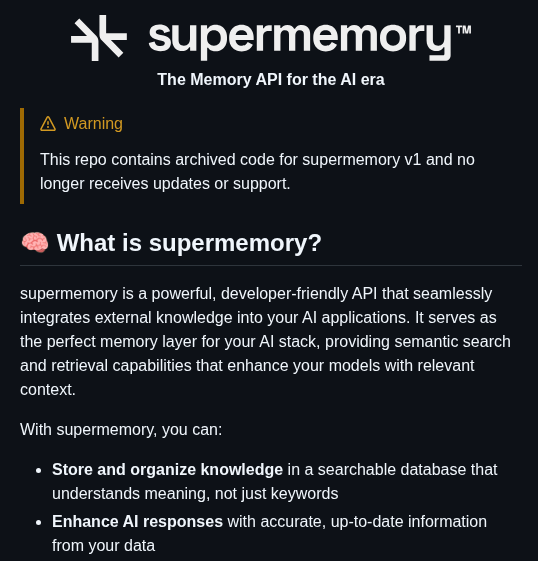 supermemory™
The Memory API for the AI era
Warning
This repo contains archived code for supermemory v1 and no
longer receives updates or support.
🧠 What is supermemory?
supermemory is a powerful, developer-friendly API that seamlessly
integrates external knowledge into your AI applications. It serves as
the perfect memory layer for your AI stack, providing semantic search
and retrieval capabilities that enhance your models with relevant
context.
With supermemory, you can:
• Store and organize knowledge in a searchable database that
understands meaning, not just keywords
• Enhance AI responses with accurate, up-to-date information
from your data